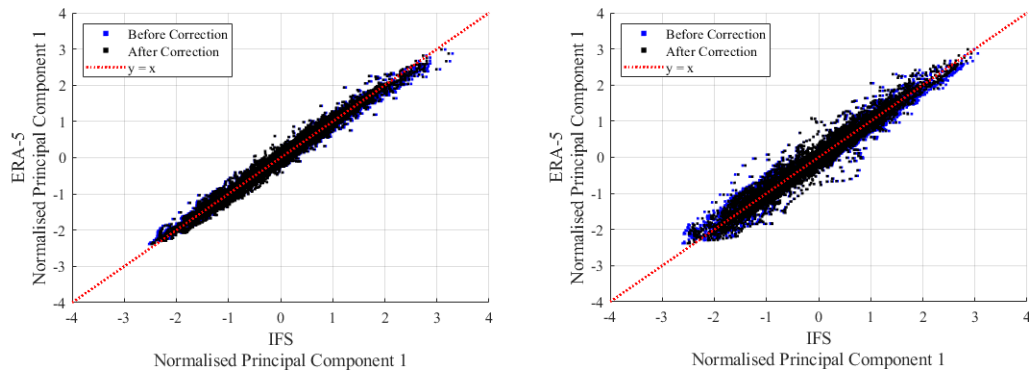 ERA-5
Normalised Principal Component 1
4
3
2
1
0
-1
-2
-3
-4
Before Correction
After Correction
y = x
-4 -3 -2 -1 0 1 2 3 4
IFS
Normalised Principal Component 1
ERA-5
Normalised Principal Component 1
4
3
2
1
0
-1
-2
-3
-4
Before Correction
After Correction
y = x
-4 -3 -2 -1 0 1 2 3 4
IFS
Normalised Principal Component 1